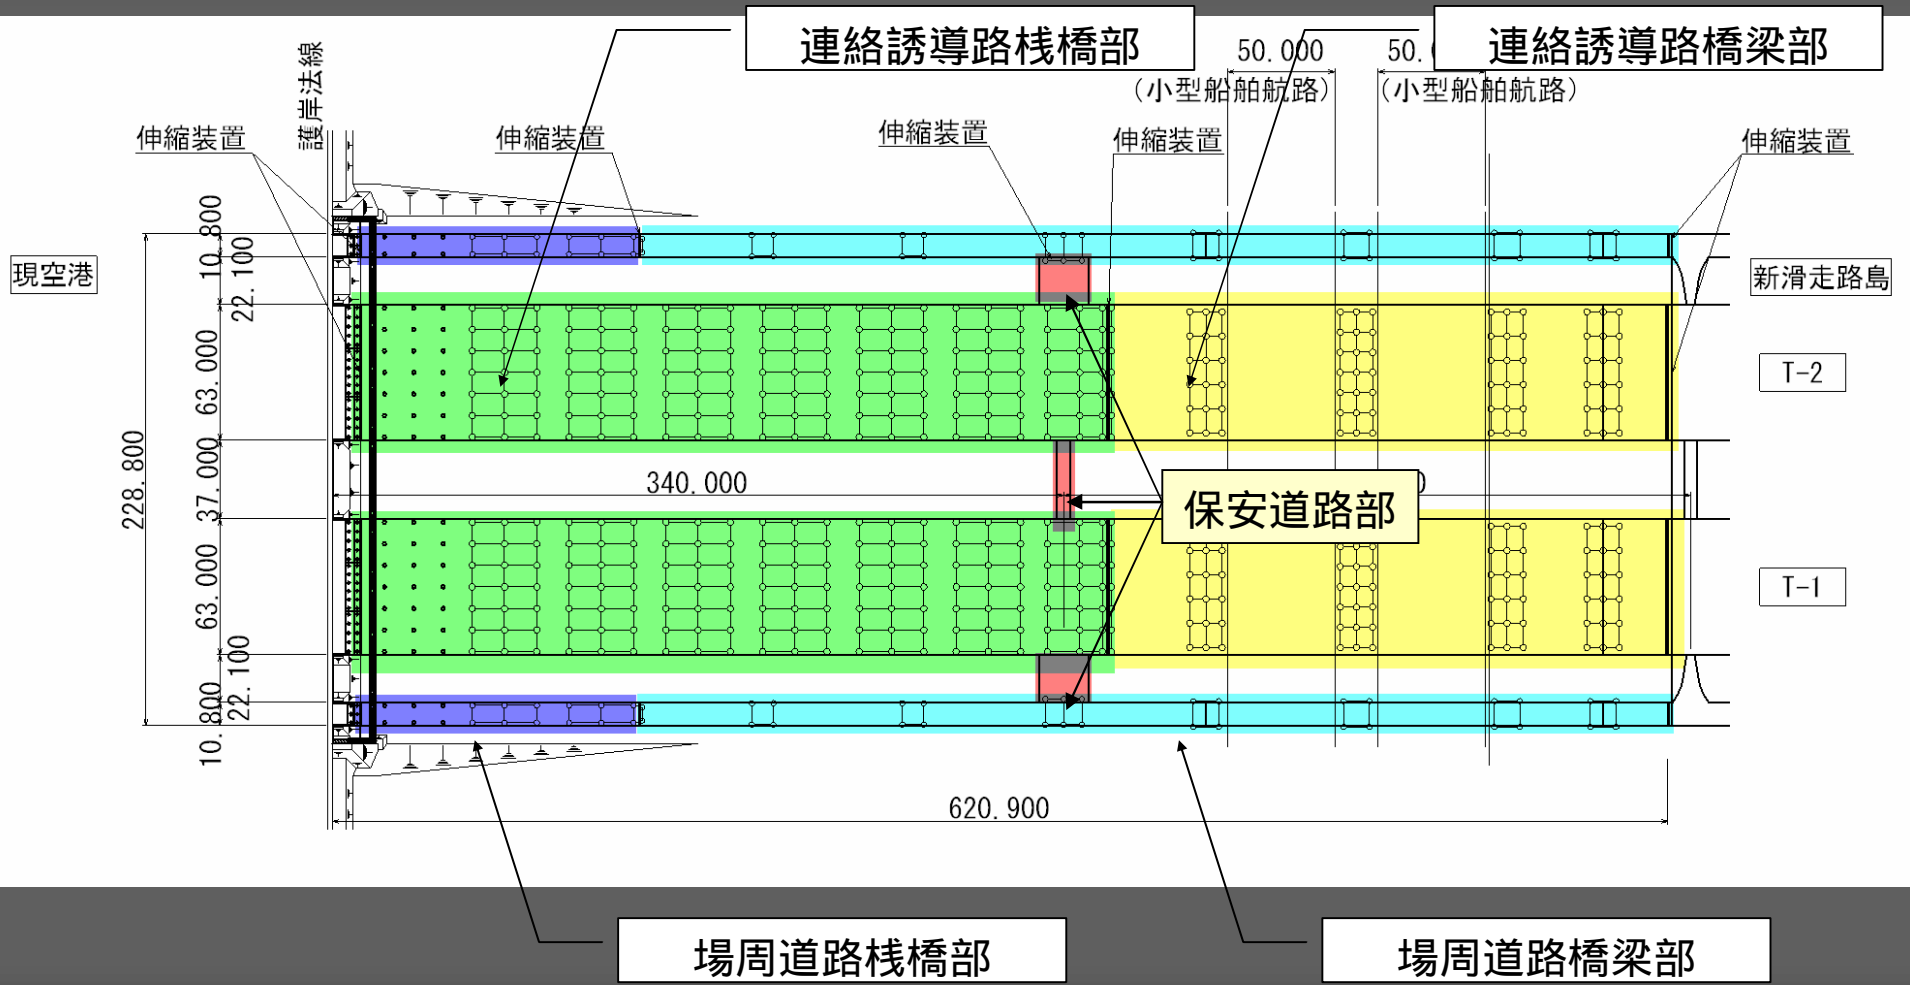 連絡誘導路桟橋部
連絡誘導路橋梁部
50.000
(小型船舶航路)
50.
(小型船舶航路)
護岸法線
伸縮装置
伸縮装置
伸縮装置
伸縮装置
伸縮装置
現空港
新滑走路島
10.800
22.100
63.000
37.000
63.000
22.100
10.800
228.800
T-2
340.000
0
保安道路部
T-1
620.900
場周道路桟橋部
場周道路橋梁部